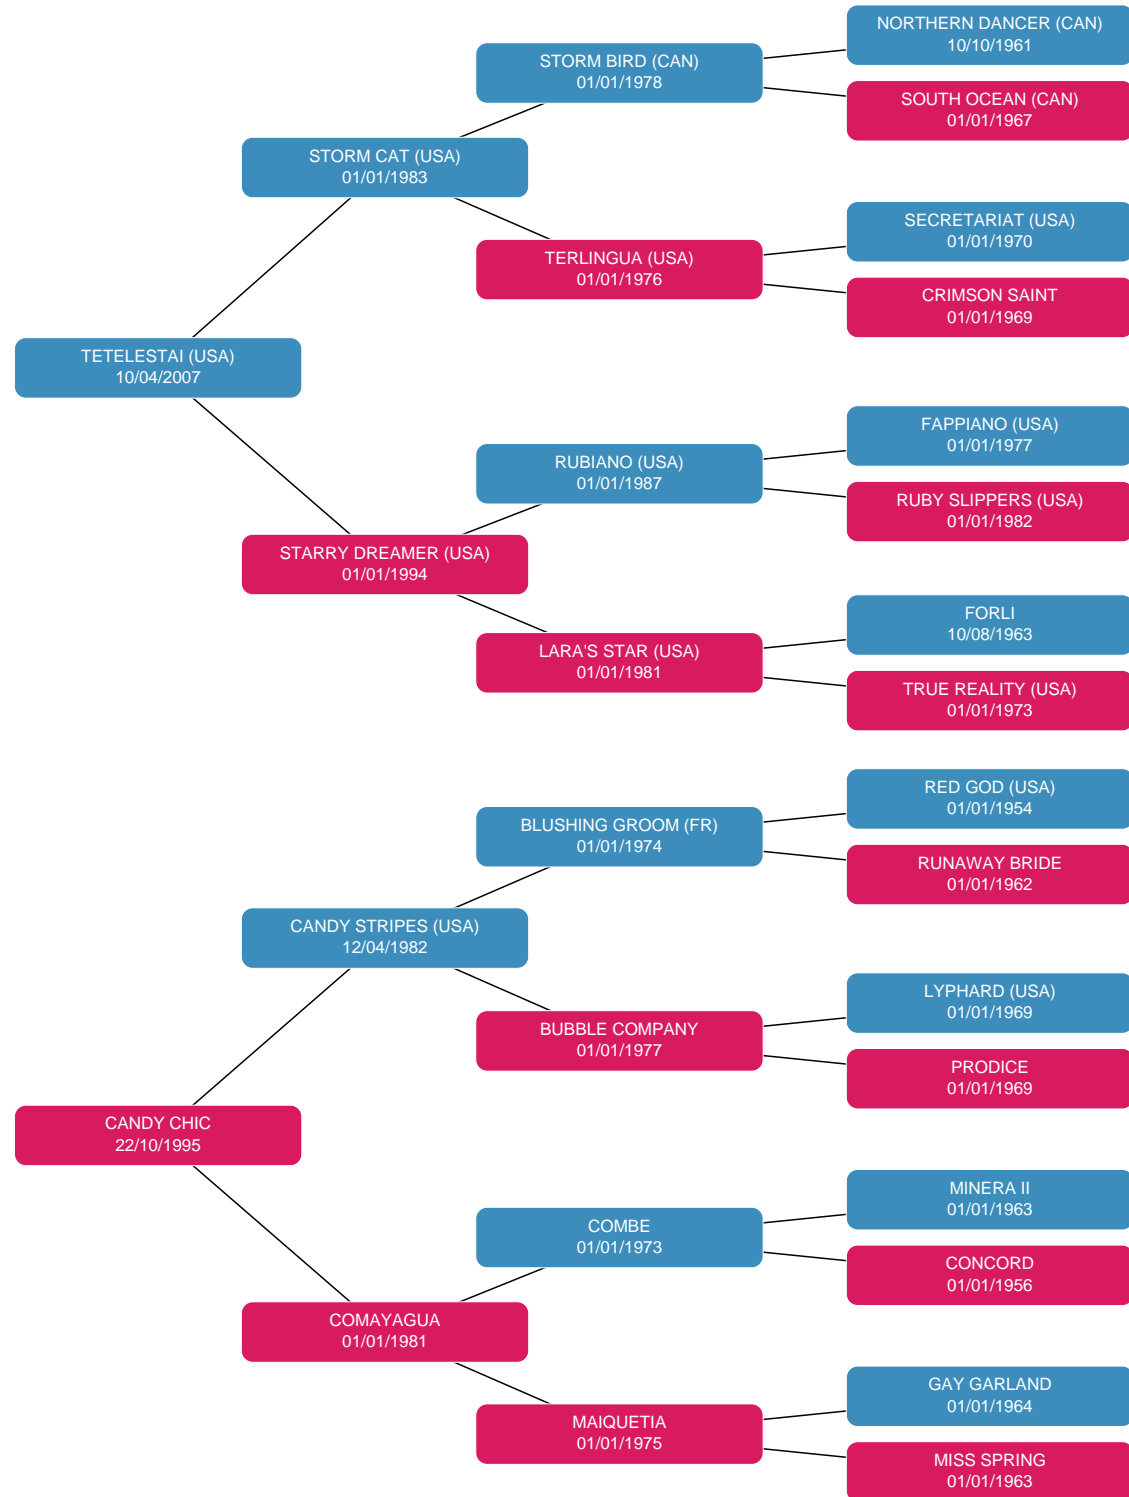 NORTHERN DANCER (CAN)
10/10/1961
STORM BIRD (CAN)
01/01/1978
SOUTH OCEAN (CAN)
01/01/1967
STORM CAT (USA)
01/01/1983
SECRETARIAT (USA)
01/01/1970
TERLINGUA (USA)
01/01/1976
CRIMSON SAINT
01/01/1969
TETELESTAI (USA)
10/04/2007
FAPPIANO (USA)
01/01/1977
RUBIANO (USA)
01/01/1987
RUBY SLIPPERS (USA)
01/01/1982
STARRY DREAMER (USA)
01/01/1994
FORLI
10/08/1963
LARA'S STAR (USA)
01/01/1981
TRUE REALITY (USA)
01/01/1973
RED GOD (USA)
01/01/1954
BLUSHING GROOM (FR)
01/01/1974
RUNAWAY BRIDE
01/01/1962
CANDY STRIPES (USA)
12/04/1982
LYPHARD (USA)
01/01/1969
BUBBLE COMPANY
01/01/1977
PRODICE
01/01/1969
CANDY CHIC
22/10/1995
MINERA II
01/01/1963
COMBE
01/01/1973
CONCORD
01/01/1956
COMAYAGUA
01/01/1981
GAY GARLAND
01/01/1964
MAIQUETIA
01/01/1975
MISS SPRING
01/01/1963